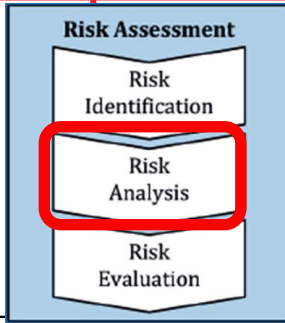 Risk Assessment
Risk
Identification
Risk
Analysis
Risk
Evaluation